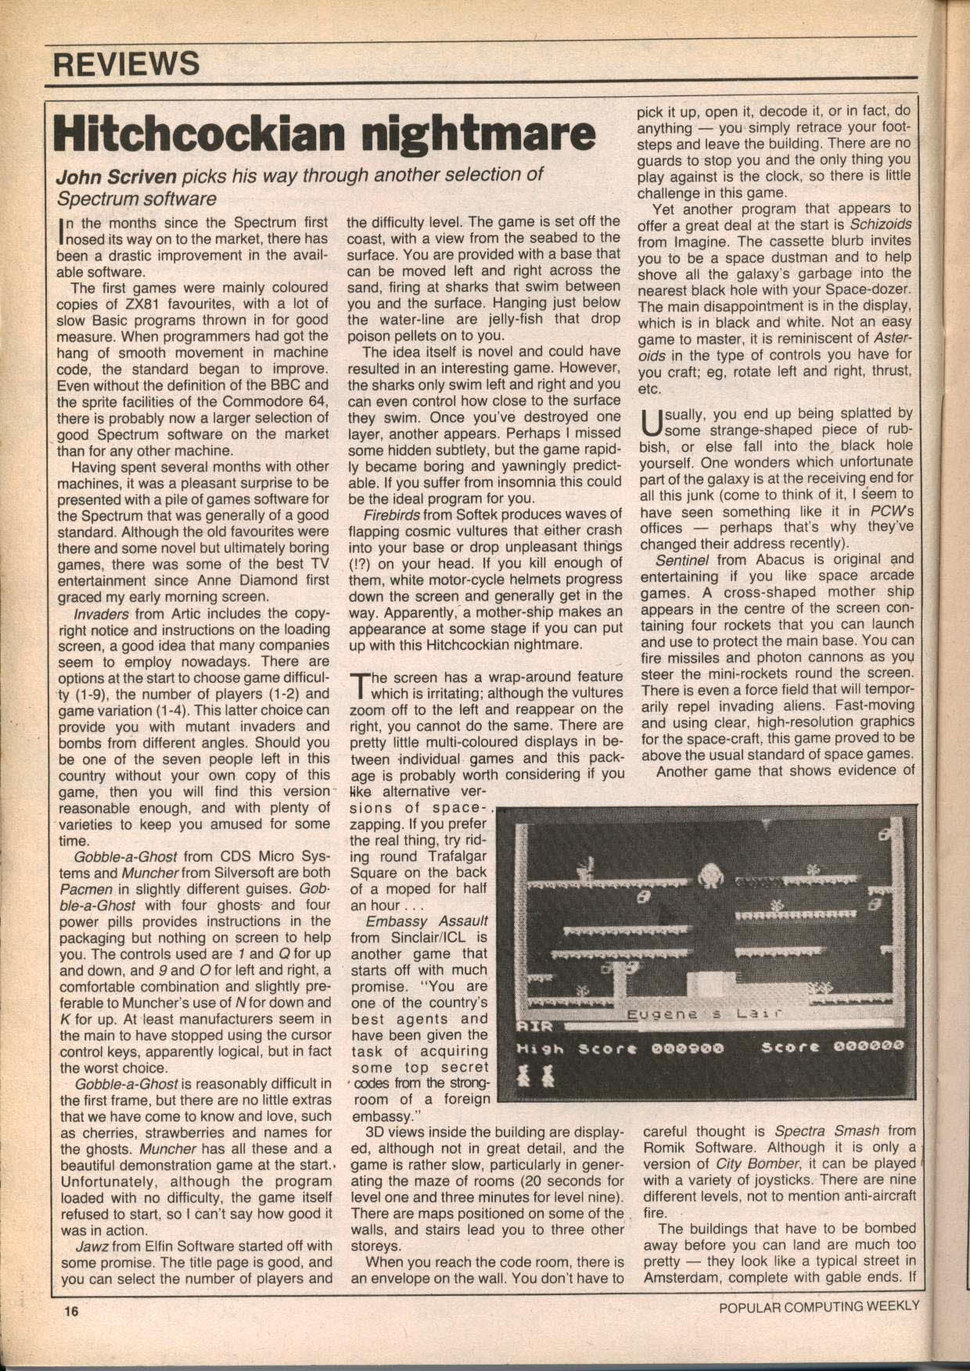 REVIEWS
Hitchcockian nightmare
John Scriven picks his way through another selection of
Spectrum software
In the months since the Spectrum first
nosed its way on to the market, there has
been a drastic improvement in the avail-
able software.
The first games were mainly coloured
copies of ZX81 favourites, with a lot of
slow Basic programs thrown in for good
measure. When programmers had got the
hang of smooth movement in machine
code, the standard began to improve.
Even without the definition of the BBC and
the sprite facilities of the Commodore 64,
there is probably now a larger selection of
good Spectrum software on the market
than for any other machine.
Having spent several months with other
machines, it was a pleasant surprise to be
presented with a pile of games software for
the Spectrum that was generally of a good
standard. Although the old favourites were
there and some novel but ultimately boring
games, there was some of the best TV
entertainment since Anne Diamond first
graced my early morning screen.
Invaders from Artic includes the copy-
right notice and instructions on the loading
screen, a good idea that many companies
seem to employ nowadays. There are
options at the start to choose game difficul-
ty (1-9), the number of players (1-2) and
game variation (1-4). This latter choice can
provide you with mutant invaders and
bombs from different angles. Should you
be one of the seven people left in this
country without your own copy of this
game, then you will find this version
reasonable enough, and with plenty of
varieties to keep you amused for some
time.
Gobble-a-Ghost from CDS Micro Sys-
tems and Muncher from Silversoft are both
Pacmen in slightly different guises. Gob-
ble-a-Ghost with four ghosts and four
power pills provides instructions in the
packaging but nothing on screen to help
you. The controls used are 1 and Q for up
and down, and 9 and O for left and right, a
comfortable combination and slightly pre-
ferable to Muncher's use of N for down and
K for up. At least manufacturers seem in
the main to have stopped using the cursor
control keys, apparently logical, but in fact
the worst choice.
Gobble-a-Ghost is reasonably difficult in
the first frame, but there are no little extras
that we have come to know and love, such
as cherries, strawberries and names for
the ghosts. Muncher has all these and a
beautiful demonstration game at the start.
Unfortunately, although the program
loaded with no difficulty, the game itself
refused to start, so I can't say how good it
was in action.
Jawz from Elfin Software started off with
some promise. The title page is good, and
you can select the number of players and
the difficulty level. The game is set off the
coast, with a view from the seabed to the
surface. You are provided with a base that
can be moved left and right across the
sand, firing at sharks that swim between
you and the surface. Hanging just below
the water-line are jelly-fish that drop
poison pellets on to you.
The idea itself is novel and could have
resulted in an interesting game. However,
the sharks only swim left and right and you
can even control how close to the surface
they swim. Once you've destroyed one
layer, another appears. Perhaps I missed
some hidden subtlety, but the game rapid-
ly became boring and yawningly predict-
able. If you suffer from insomnia this could
be the ideal program for you.
Firebirds from Softek produces waves of
flapping cosmic vultures that either crash
into your base or drop unpleasant things
(!?) on your head. If you kill enough of
them, white motor-cycle helmets progress
down the screen and generally get in the
way. Apparently, a mother-ship makes an
appearance at some stage if you can put
up with this Hitchcockian nightmare.
The screen has a wrap-around feature
which is irritating; although the vultures
zoom off to the left and reappear on the
right, you cannot do the same. There are
pretty little multi-coloured displays in be-
tween individual games and this pack-
age is probably worth considering if you
like alternative ver-
sions of space-
zapping. If you prefer
the real thing, try rid-
ing round Trafalgar
Square on the back
of a moped for half
an hour . . .
Embassy Assault
from Sinclair/ICL is
another game that
starts off with much
promise. "You are
one of the country's
best agents and
have been given the
task of acquiring
some top secret
codes from the strong-
room of a foreign
embassy."
3D views inside the building are display-
ed, although not in great detail, and the
game is rather slow, particularly in gener-
ating the maze of rooms (20 seconds for
level one and three minutes for level nine).
There are maps positioned on some of the
walls, and stairs lead you to three other
storeys.
When you reach the code room, there is
an envelope on the wall. You don't have to
pick it up, open it, decode it, or in fact, do
anything — you simply retrace your foot-
steps and leave the building. There are no
guards to stop you and the only thing you
play against is the clock, so there is little
challenge in this game.
Yet another program that appears to
offer a great deal at the start is Schizoids
from Imagine. The cassette blurb invites
you to be a space dustman and to help
shove all the galaxy's garbage into the
nearest black hole with your Space-dozer.
The main disappointment is in the display,
which is in black and white. Not an easy
game to master, it is reminiscent of Aster-
oids in the type of controls you have for
you craft; eg, rotate left and right, thrust,
etc.
Usually, you end up being splatted by
some strange-shaped piece of rub-
bish, or else fall into the black hole
yourself. One wonders which unfortunate
part of the galaxy is at the receiving end for
all this junk (come to think of it, I seem to
have seen something like it in PCW's
offices — perhaps that's why they've
changed their address recently).
Sentinel from Abacus is original and
entertaining if you like space arcade
games. A cross-shaped mother ship
appears in the centre of the screen con-
taining four rockets that you can launch
and use to protect the main base. You can
fire missiles and photon cannons as you
steer the mini-rockets round the screen.
There is even a force field that will tempor-
arily repel invading aliens. Fast-moving
and using clear, high-resolution graphics
for the space-craft, this game proved to be
above the usual standard of space games.
Another game that shows evidence of
Eugene's Lair
AIR
High Score 000900 Score 000000
careful thought is Spectra Smash from
Romik Software. Although it is only a
version of City Bomber, it can be played
with a variety of joysticks. There are nine
different levels, not to mention anti-aircraft
fire.
The buildings that have to be bombed
away before you can land are much too
pretty — they look like a typical street in
Amsterdam, complete with gable ends. If
16
POPULAR COMPUTING WEEKLY